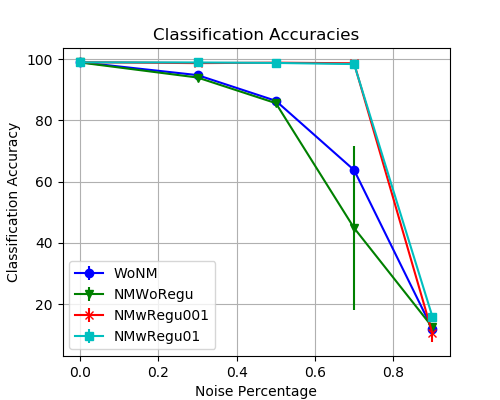 Classification Accuracies
Classification Accuracy
100
80
60
40
20
WoNM
NMWoRegu
NMwRegu001
NMwRegu01
0.0 0.2 0.4 0.6 0.8
Noise Percentage